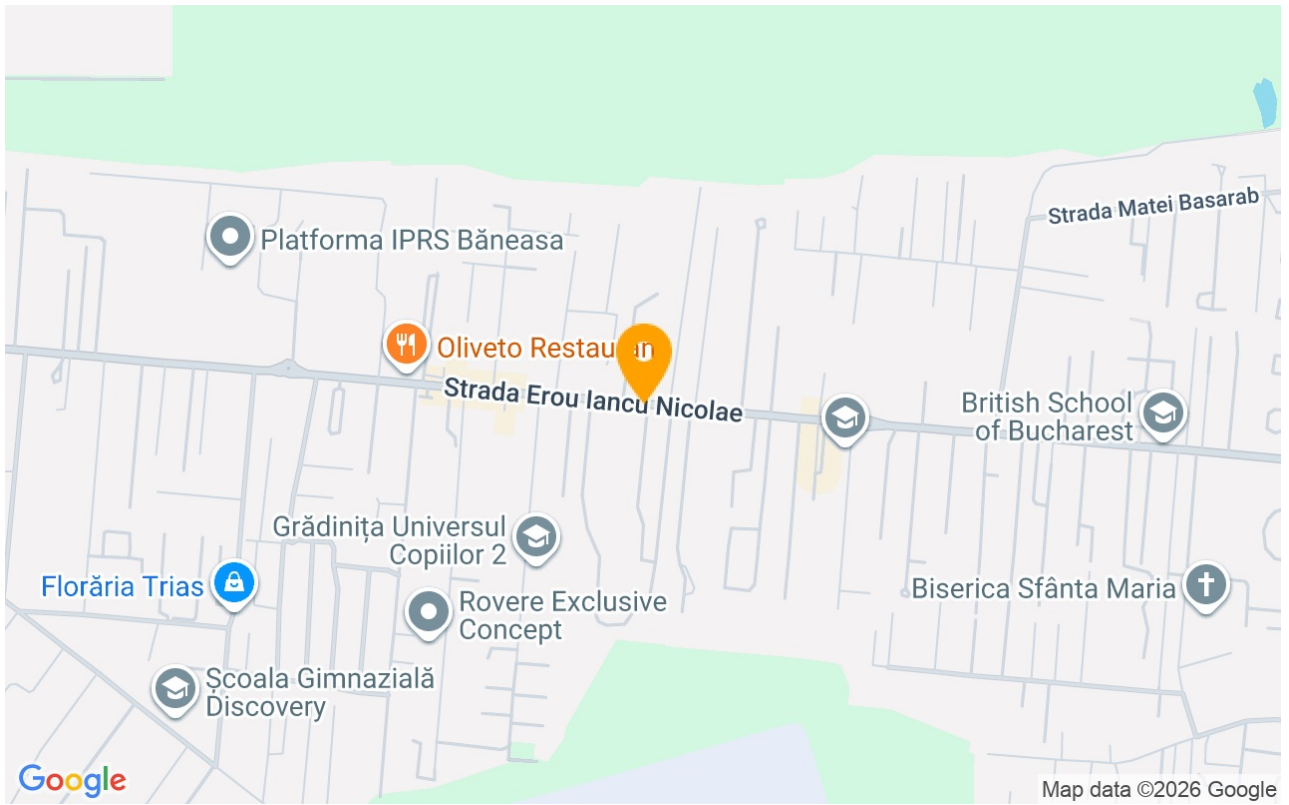 Strada Matei Basarab
Platforma IPRS Băneasa
Oliveto Restauran
Strada Erou Iancu Nicolae
British School
of Bucharest
Grădinița Universul
Copiilor 2
Florăria Trias
Biserica Sfânta Maria
Rovere Exclusive
Concept
Școala Gimnazială
Discovery
Google
Map data ©2026 Google